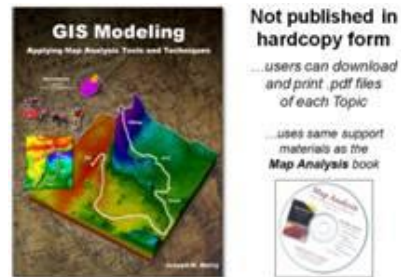 GIS Modeling
Applying Map Analysis Tools and Techniques
Joseph K. Berry
Not published in
hardcopy form
...users can download
and print .pdf files
of each Topic
...uses same support
materials as the
Map Analysis book
Map Analysis